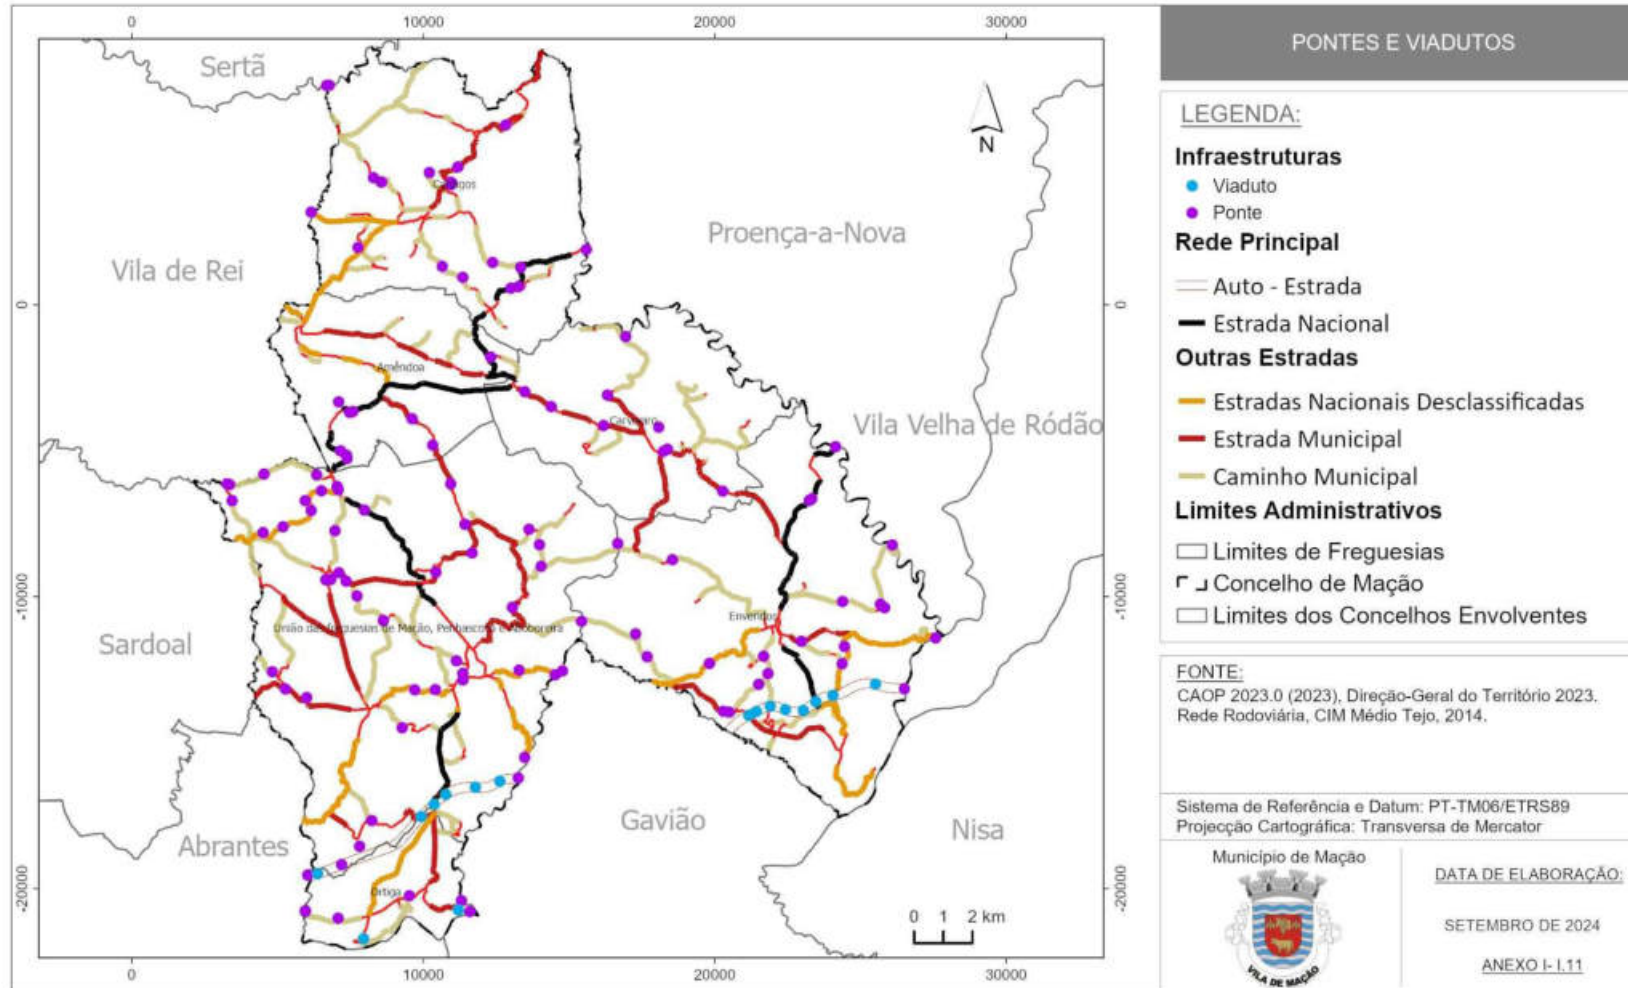 0 10000 20000 30000
Sertã
Proença-a-Nova
Vila de Rei
Vila Velha de Ródão
Sardoal
Abrantes
Gavião
Nisa
N
Amêndoa
Envendos
Ortiga
0
-10000
-20000
0
-10000
-20000
0 1 2 km
0 10000 20000 30000
PONTES E VIADUTOS
LEGENDA:
Infraestruturas
Viaduto
Ponte
Rede Principal
Auto - Estrada
Estrada Nacional
Outras Estradas
Estradas Nacionais Desclassificadas
Estrada Municipal
Caminho Municipal
Limites Administrativos
Limites de Freguesias
Concelho de Mação
Limites dos Concelhos Envolventes
FONTE:
CAOP 2023.0 (2023), Direção-Geral do Território 2023.
Rede Rodoviária, CIM Médio Tejo, 2014.
Sistema de Referência e Datum: PT-TM06/ETRS89
Projecção Cartográfica: Transversa de Mercator
Município de Mação
VILA DE MAÇÃO
DATA DE ELABORAÇÃO:
SETEMBRO DE 2024
ANEXO I- I.11